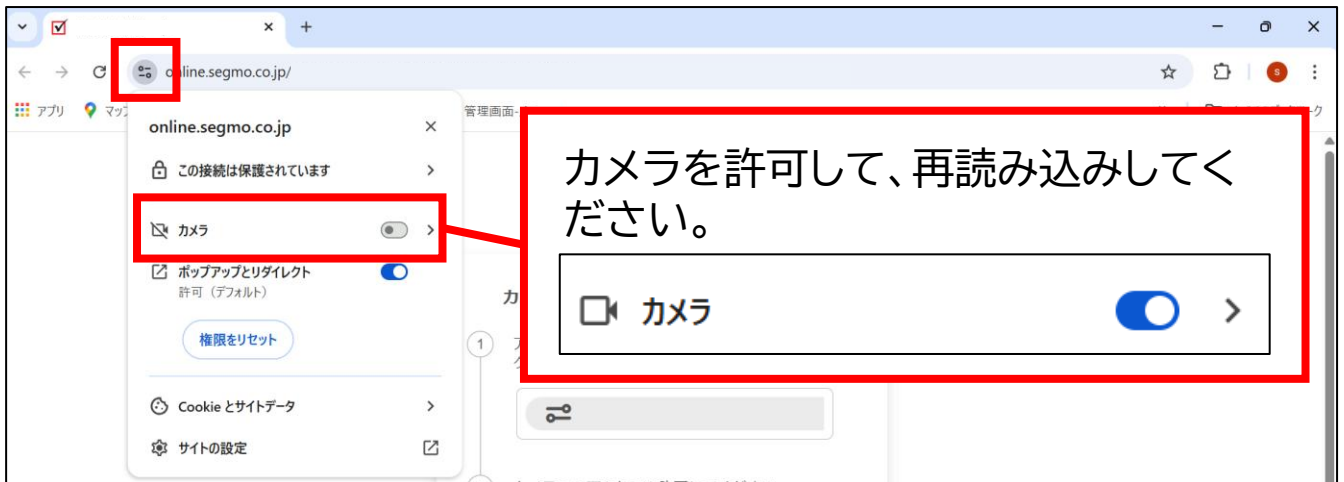 online.segmo.co.jp/
アプリ
管理画面-
online.segmo.co.jp
この接続は保護されています
カメラ
ポップアップとリダイレクト
許可（デフォルト）
権限をリセット
Cookie とサイトデータ
サイトの設定
カメラを許可して、再読み込みしてく
ださい。
カメラ
カ
1